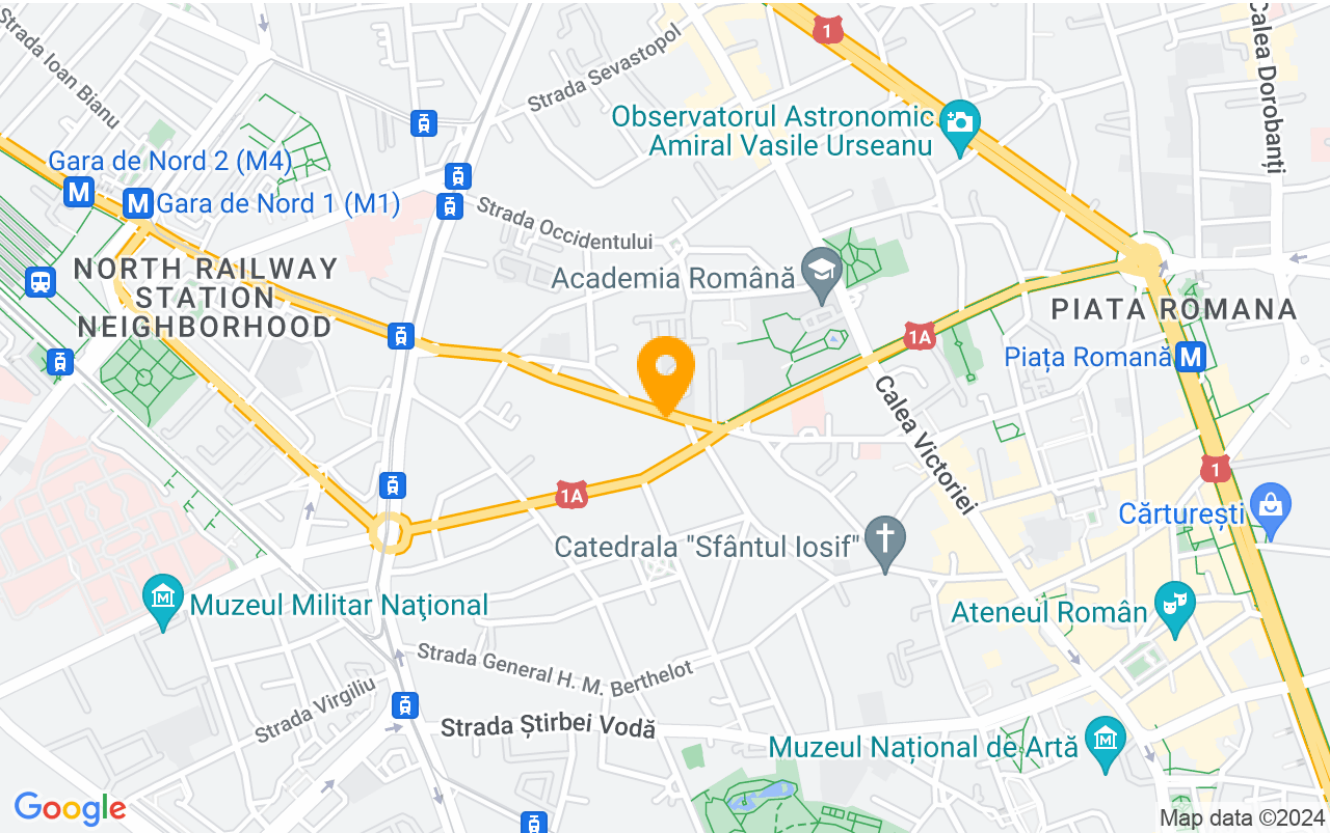 Strada Ioan Bianu
Strada Sevastopol
1
Calea Dorobanți
Observatorul Astronomic
Amiral Vasile Urseanu
Gara de Nord 2 (M4)
M
M
Gara de Nord 1 (M1)
Strada Occidentului
NORTH RAILWAY
STATION
NEIGHBORHOOD
Academia Română
PIATA ROMANA
1A
Piața Romană
M
Calea Victoriei
1
1A
Cărturești
Catedrala "Sfântul Iosif"
Muzeul Militar Naţional
Ateneul Român
Strada General H. M. Berthelot
Strada Virgiliu
Strada Știrbei Vodă
Muzeul Național de Artă
Google
Map data ©2024